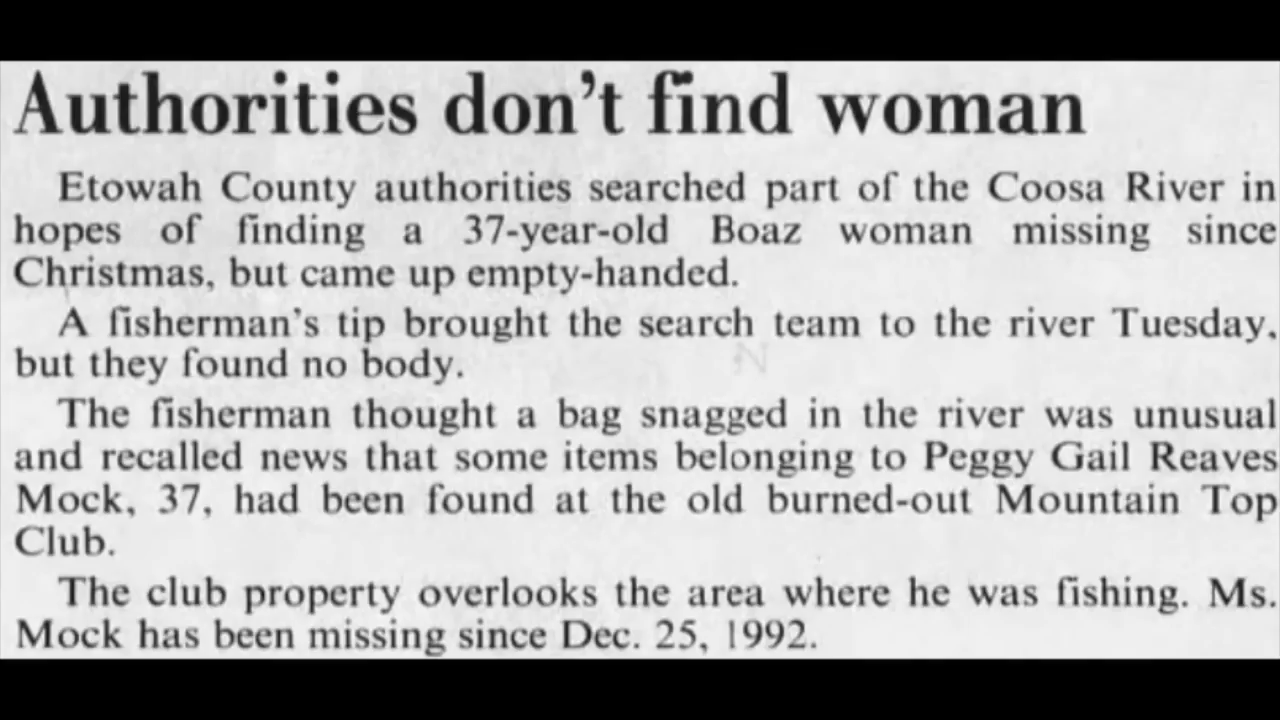 Authorities don't find woman
Etowah County authorities searched part of the Coosa River in
hopes of finding a 37-year-old Boaz woman missing since
Christmas, but came up empty-handed.
A fisherman's tip brought the search team to the river Tuesday,
but they found no body.
The fisherman thought a bag snagged in the river was unusual
and recalled news that some items belonging to Peggy Gail Reaves
Mock, 37, had been found at the old burned-out Mountain Top
Club.
The club property overlooks the area where he was fishing. Ms.
Mock has been missing since Dec. 25, 1992.